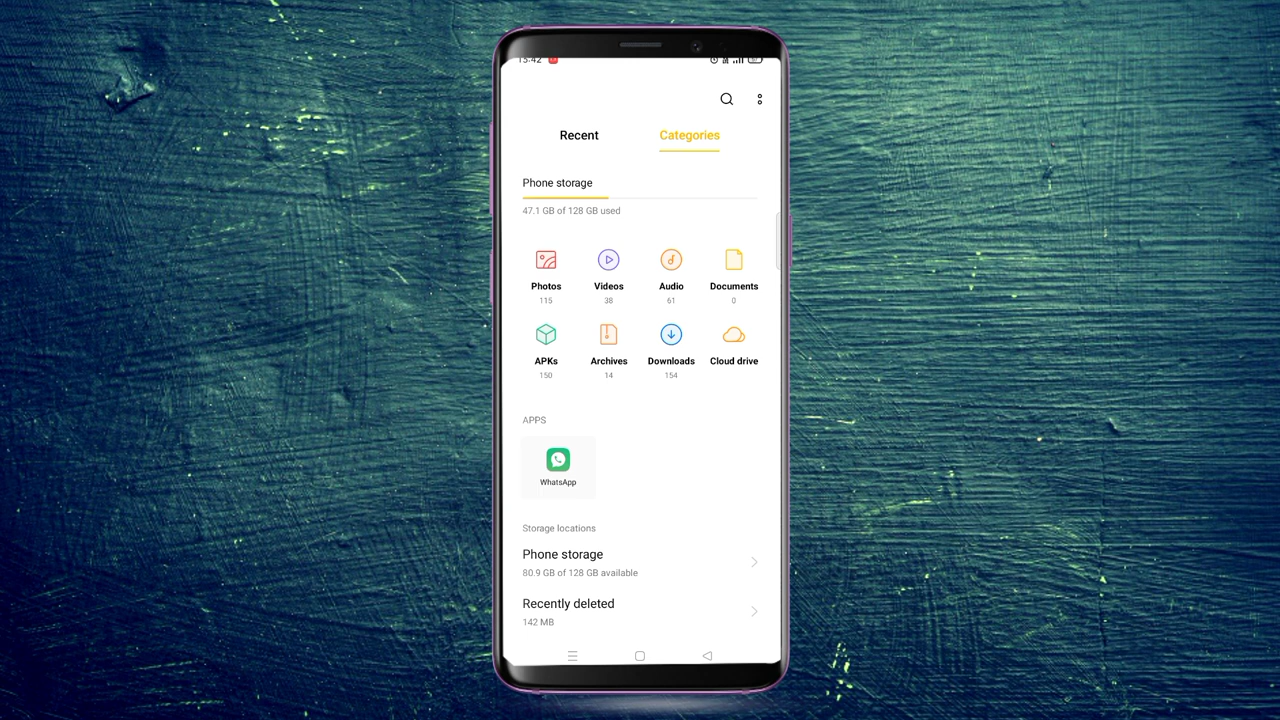 15:42
Recent Categories
Phone storage
47.1 GB of 128 GB used
Photos Videos Audio Documents
115 38 61 0
APKs Archives Downloads Cloud drive
150 14 154
APPS
WhatsApp
Storage locations
Phone storage
80.9 GB of 128 GB available
Recently deleted
142 MB